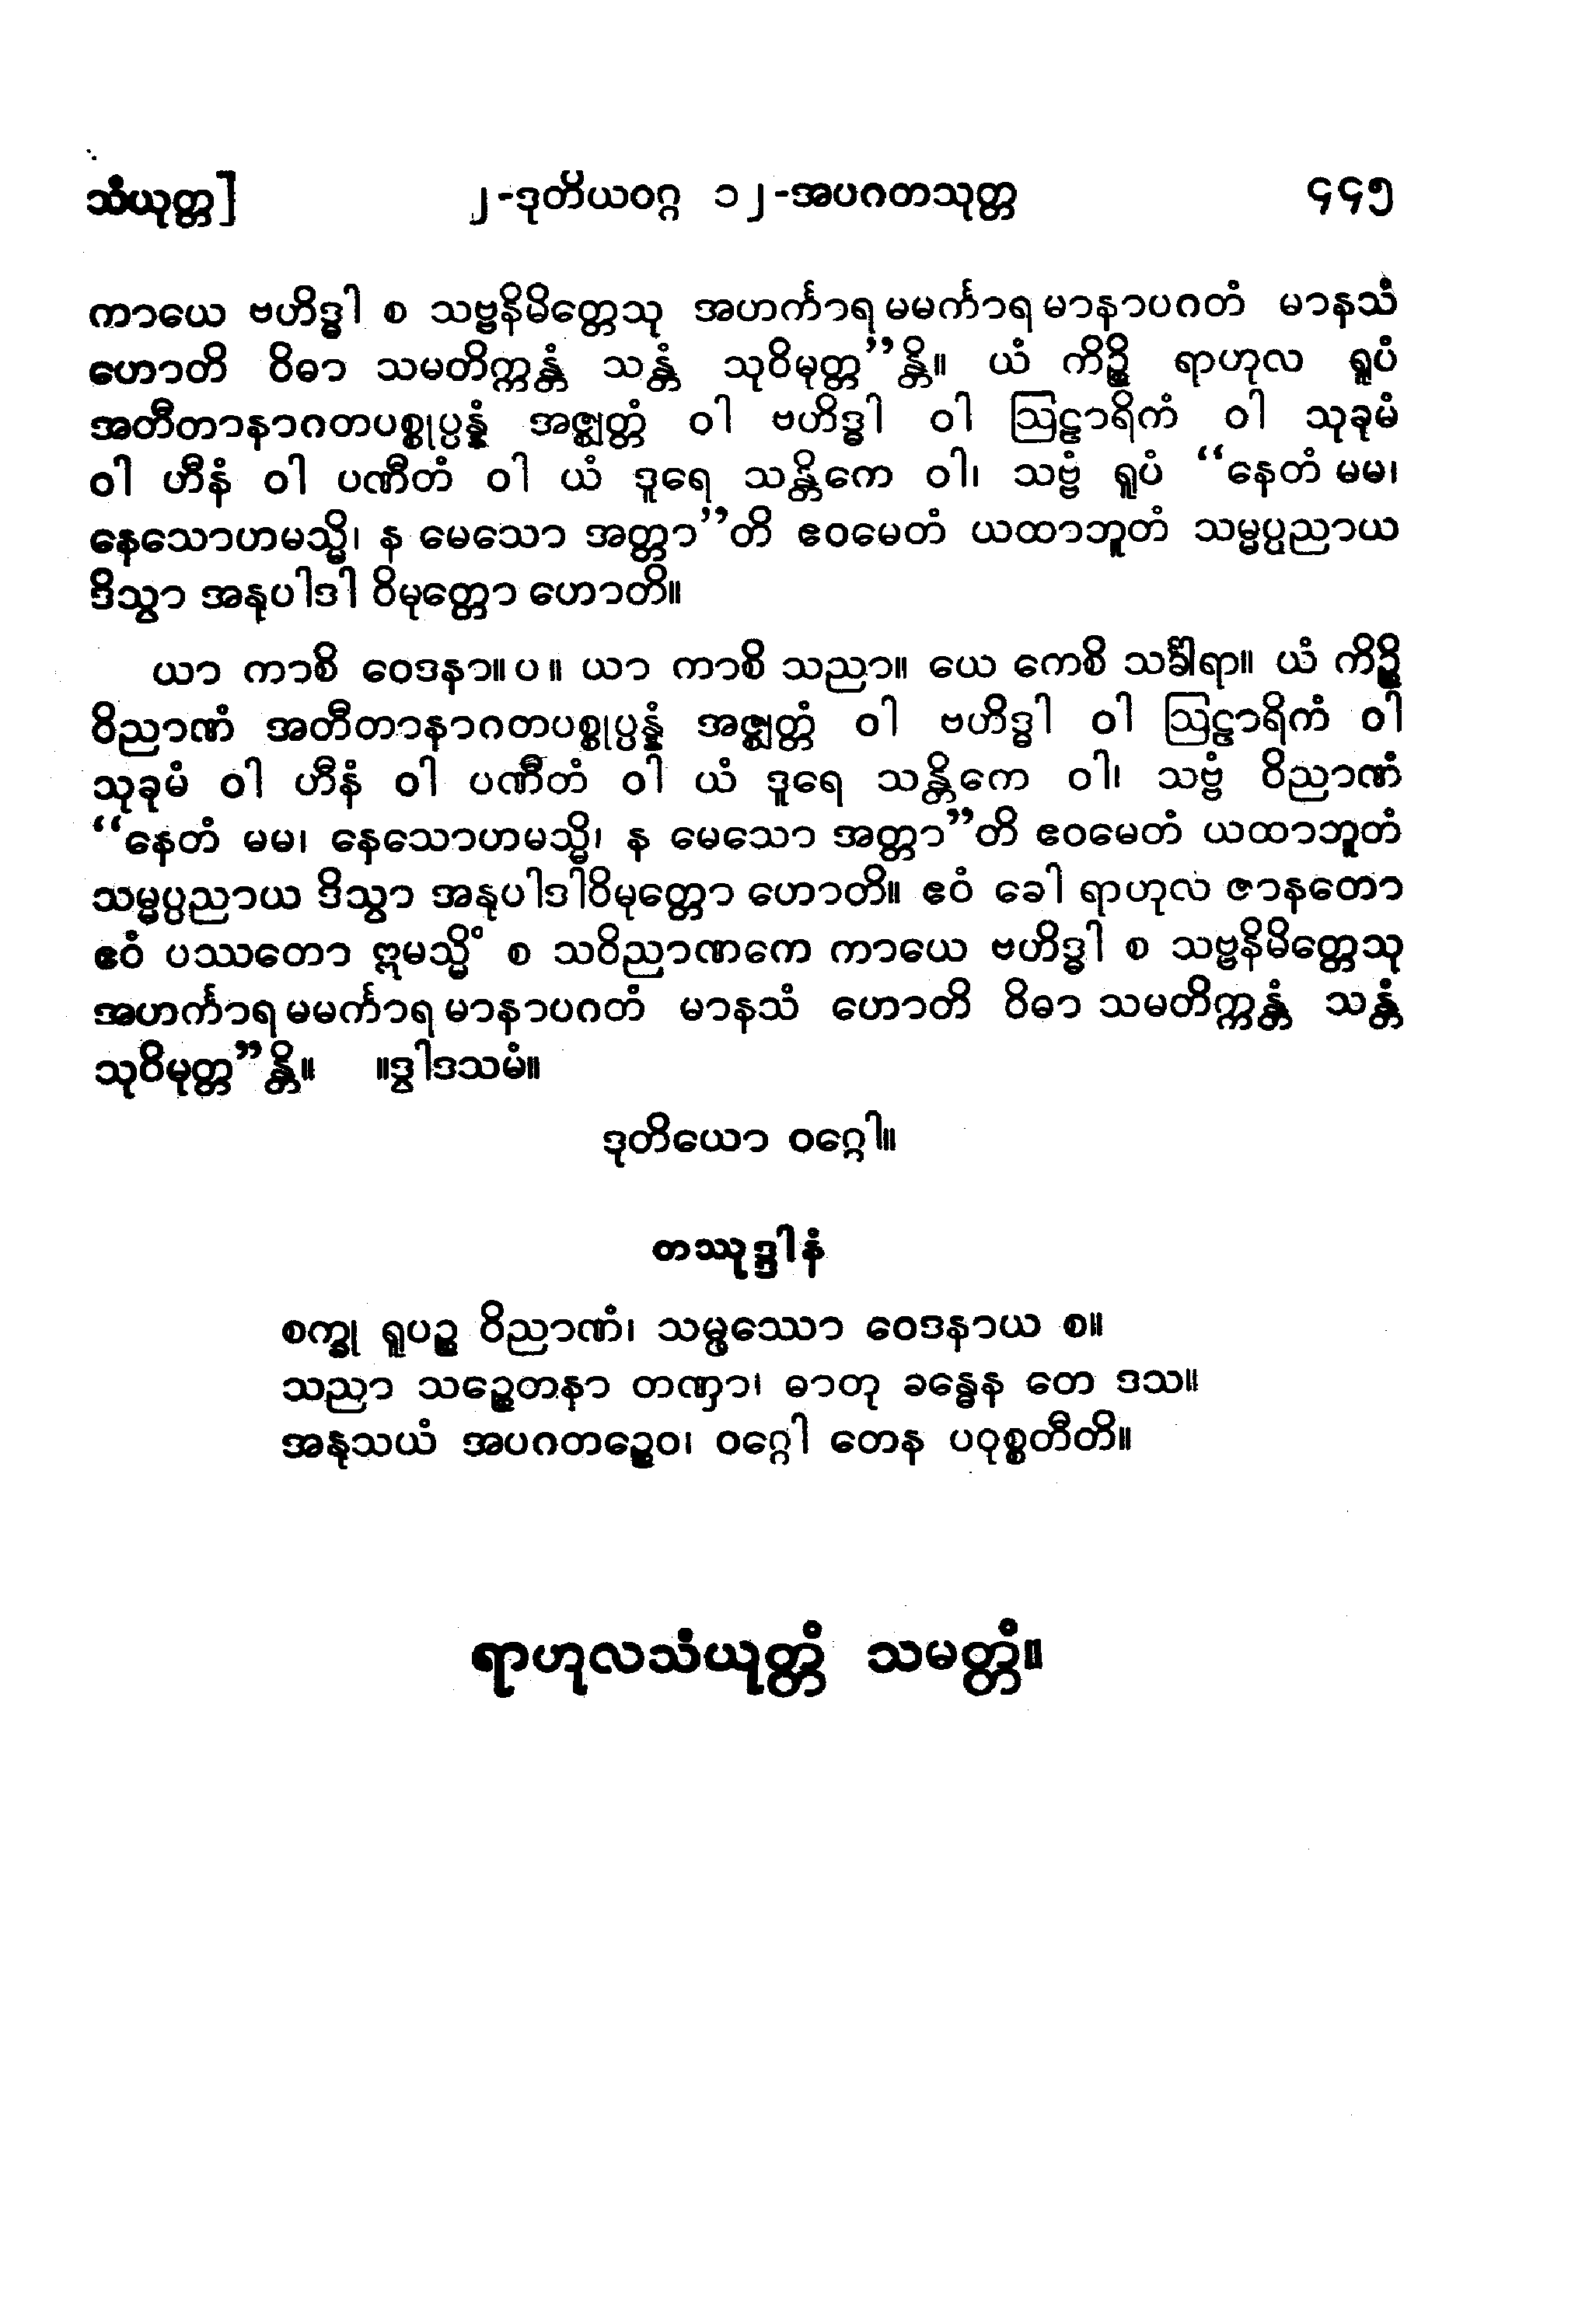 သံယုတ္တ] ၂-ဒုတိယဝဂ္ဂ ၁၂-အပဂတသုတ္တ ၄၄၅
ကာယေ ဗဟိဒ္ဓါ စ သဗ္ဗနိမိတ္တေသု အဟင်္ကာရ မမင်္ကာရ မာနာပဂတံ မာနသံ
ဟောတိ ဝိဓာ သမတိက္ကန္တံ သန္တံ သုဝိမုတ္တ”န္တိ။ ယံ ကိဉ္စိ ရာဟုလ ရူပံ
အတီတာနာဂတပစ္စုပ္ပန္နံ အဇ္ဈတ္တံ ဝါ ဗဟိဒ္ဓါ ဝါ ဩဠာရိကံ ဝါ သုခုမံ
ဝါ ဟီနံ ဝါ ပဏီတံ ဝါ ယံ ဒူရေ သန္တိကေ ဝါ၊ သဗ္ဗံ ရူပံ “နေတံ မမ၊
နေသောဟမသ္မိ၊ န မေသော အတ္တာ”တိ ဧဝမေတံ ယထာဘူတံ သမ္မပ္ပညာယ
ဒိသွာ အနုပါဒါ ဝိမုတ္တော ဟောတိ။
ယာ ကာစိ ဝေဒနာ။ပ။ ယာ ကာစိ သညာ။ ယေ ကေစိ သင်္ခါရာ။ ယံ ကိဉ္စိ
ဝိညာဏံ အတီတာနာဂတပစ္စုပ္ပန္နံ အဇ္ဈတ္တံ ဝါ ဗဟိဒ္ဓါ ဝါ ဩဠာရိကံ ဝါ
သုခုမံ ဝါ ဟီနံ ဝါ ပဏီတံ ဝါ ယံ ဒူရေ သန္တိကေ ဝါ၊ သဗ္ဗံ ဝိညာဏံ
“နေတံ မမ၊ နေသောဟမသ္မိ၊ န မေသော အတ္တာ”တိ ဧဝမေတံ ယထာဘူတံ
သမ္မပ္ပညာယ ဒိသွာ အနုပါဒါဝိမုတ္တော ဟောတိ။ ဧဝံ ခေါ ရာဟုလ ဇာနတော
ဧဝံ ပဿတော ဣမသ္မိံ စ သဝိညာဏကေ ကာယေ ဗဟိဒ္ဓါ စ သဗ္ဗနိမိတ္တေသု
အဟင်္ကာရ မမင်္ကာရ မာနာပဂတံ မာနသံ ဟောတိ ဝိဓာ သမတိက္ကန္တံ သန္တံ
သုဝိမုတ္တ”န္တိ။ ။ဒွါဒသမံ။
ဒုတိယော ဝဂ္ဂေါ။
တဿုဒ္ဒါနံ
စက္ခု ရူပဉ္စ ဝိညာဏံ၊ သမ္ဖဿော ဝေဒနာယ စ။
သညာ သဉ္စေတနာ တဏှာ၊ ဓာတု ခန္ဓေန တေ ဒသ။
အနုသယံ အပဂတဉ္စေဝ၊ ဝဂ္ဂေါ တေန ပဝုစ္စတီတိ။
ရာဟုလသံယုတ္တံ သမတ္တံ။